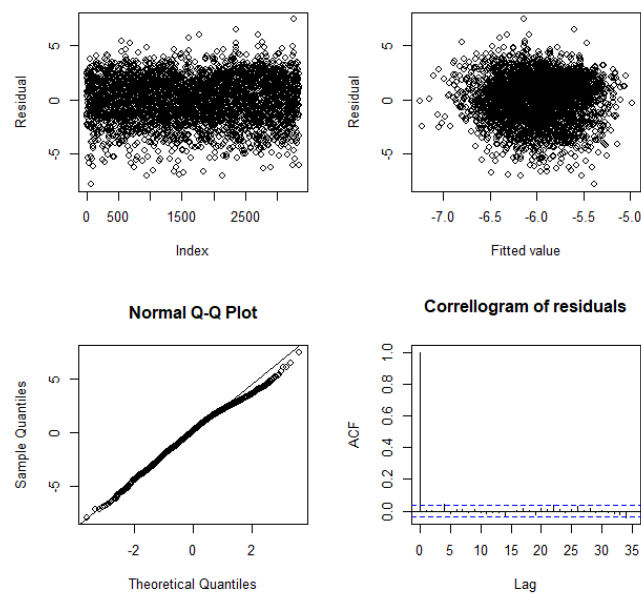 5
0
-5
Residual
0 500 1500 2500
Index
5
0
-5
Residual
-7.0 -6.5 -6.0 -5.5 -5.0
Fitted value
Normal Q-Q Plot
5
0
-5
Sample Quantiles
-2 0 2
Theoretical Quantiles
Correllogram of residuals
1.0
0.8
0.6
0.4
0.2
0.0
ACF
0 5 10 15 20 25 30 35
Lag